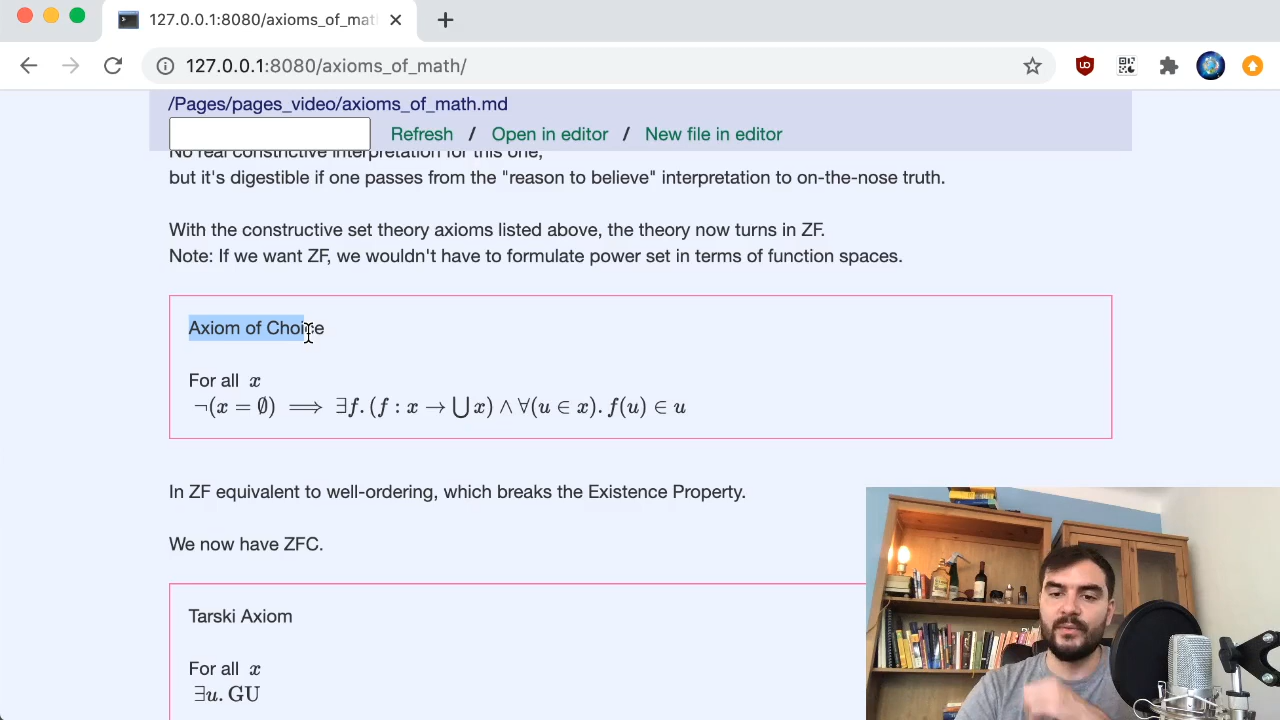 127.0.0.1:8080/axioms_of_mat
127.0.0.1:8080/axioms_of_math/
/Pages/pages_video/axioms_of_math.md
Refresh / Open in editor / New file in editor
No real constrictive interpretation for this one,
but it's digestible if one passes from the "reason to believe" interpretation to on-the-nose truth.
With the constructive set theory axioms listed above, the theory now turns in ZF.
Note: If we want ZF, we wouldn't have to formulate power set in terms of function spaces.
Axiom of Choice
For all x
¬(x = ∅) ⟹ ∃f. (f : x → ⋃ x) ∧ ∀(u ∈ x). f(u) ∈ u
In ZF equivalent to well-ordering, which breaks the Existence Property.
We now have ZFC.
Tarski Axiom
For all x
∃u. GU